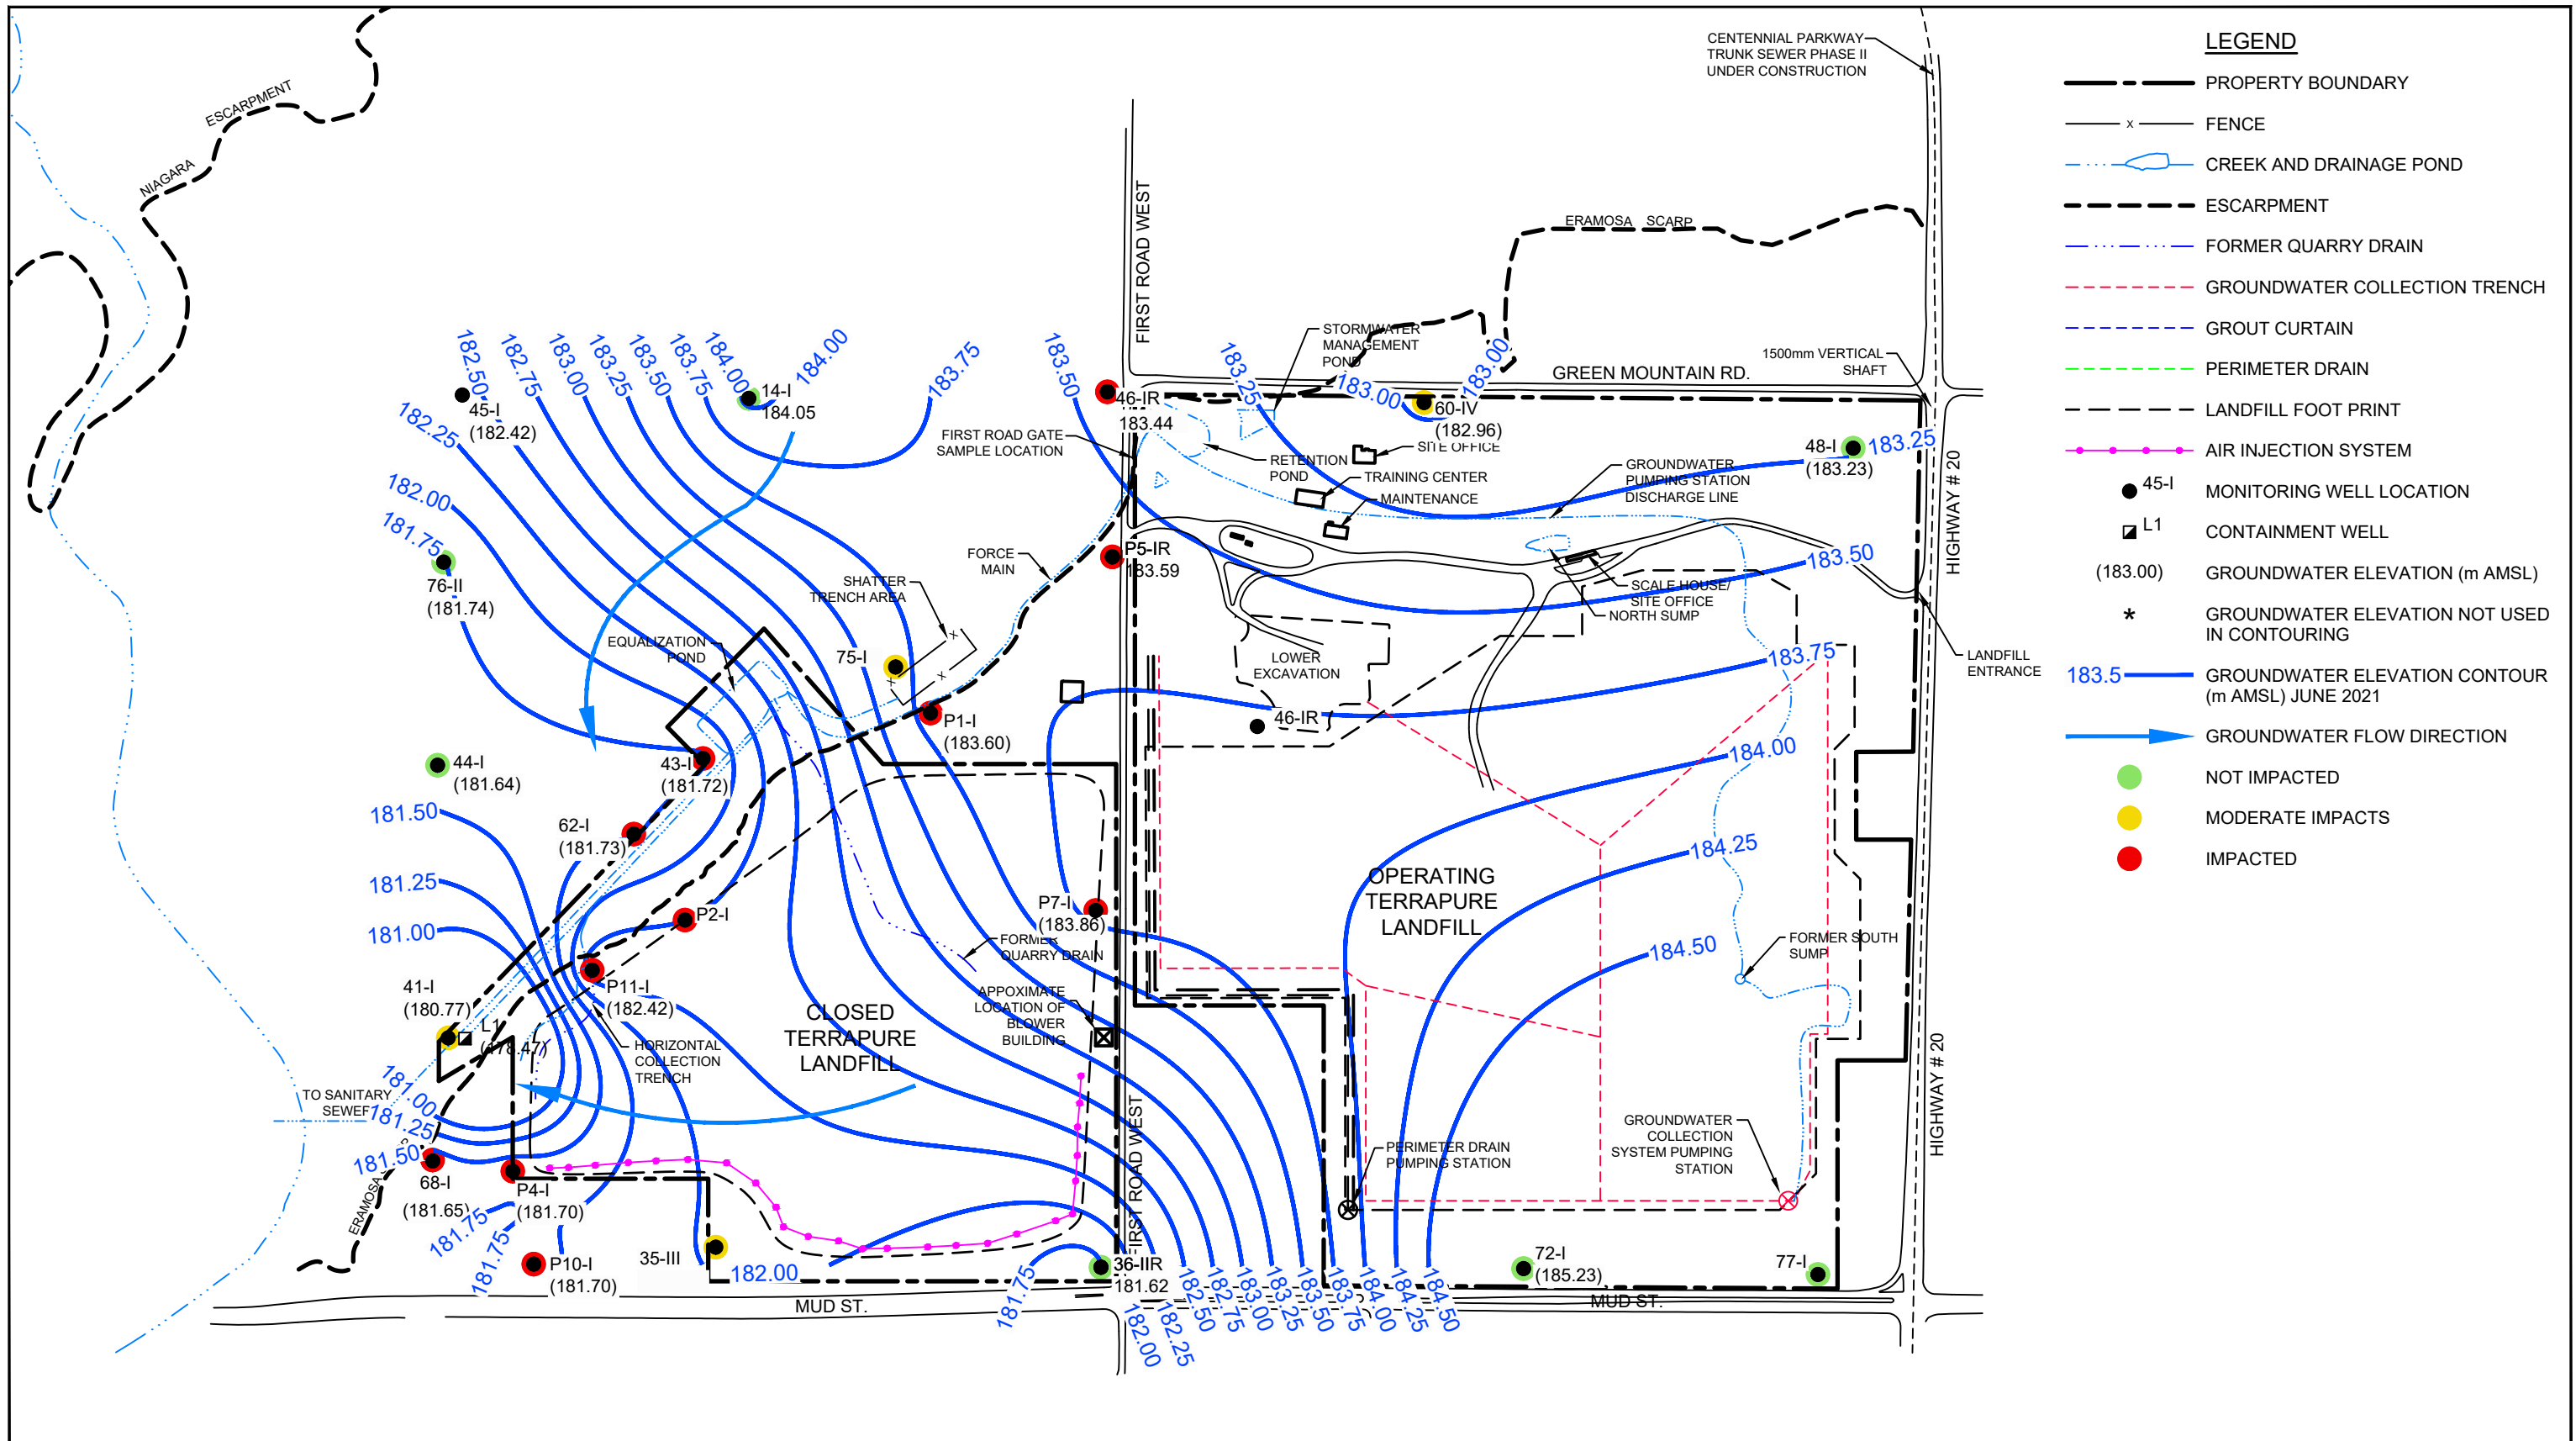 CENTENNIAL PARKWAY
TRUNK SEWER PHASE II
UNDER CONSTRUCTION
ESCARPMENT
NIAGARA
FIRST ROAD WEST
ERAMOSA SCARP
STORMWATER
MANAGEMENT
POND
1500mm VERTICAL
SHAFT
GREEN MOUNTAIN RD.
182.50
182.75
183.00
183.25
183.50
183.75
184.00
184.00
183.75
183.50
183.25
183.00
183.00
45-I
(182.42)
14-I
184.05
46-IR
183.44
60-IV
(182.96)
48-I
(183.23)
183.25
182.25
FIRST ROAD GATE
SAMPLE LOCATION
SITE OFFICE
RETENTION
POND
TRAINING CENTER
MAINTENANCE
GROUNDWATER
PUMPING STATION
DISCHARGE LINE
HIGHWAY # 20
182.00
181.75
76-II
(181.74)
FORCE
MAIN
P5-IR
183.59
183.50
SHATTER
TRENCH AREA
x
x
x
SCALE HOUSE/
SITE OFFICE
NORTH SUMP
EQUALIZATION
POND
75-I
LOWER
EXCAVATION
183.75
LANDFILL
ENTRANCE
P1-I
(183.60)
46-IR
44-I
(181.64)
43-I
(181.72)
184.00
181.50
62-I
(181.73)
184.25
181.25
181.00
P2-I
P7-I
(183.86)
OPERATING
TERRAPURE
LANDFILL
184.50
FORMER
QUARRY DRAIN
FORMER SOUTH
SUMP
41-I
(180.77)
L1
(178.47)
P11-I
(182.42)
APPOXIMATE
LOCATION OF
BLOWER
BUILDING
CLOSED
TERRAPURE
LANDFILL
HORIZONTAL
COLLECTION
TRENCH
TO SANITARY
SEWER
181.00
181.25
181.50
FIRST ROAD WEST
PERIMETER DRAIN
PUMPING STATION
GROUNDWATER
COLLECTION
SYSTEM PUMPING
STATION
HIGHWAY # 20
ERAMOSA
68-I
(181.65)
P4-I
(181.70)
181.75
181.75
P10-I
(181.70)
35-III
182.00
181.75
36-IIR
181.62
72-I
(185.23)
77-I
182.00
182.25
182.50
182.75
183.00
183.25
183.50
183.75
184.00
184.25
184.50
MUD ST.
MUD ST.
LEGEND
PROPERTY BOUNDARY
x FENCE
CREEK AND DRAINAGE POND
ESCARPMENT
FORMER QUARRY DRAIN
GROUNDWATER COLLECTION TRENCH
GROUT CURTAIN
PERIMETER DRAIN
LANDFILL FOOT PRINT
AIR INJECTION SYSTEM
45-I MONITORING WELL LOCATION
L1 CONTAINMENT WELL
(183.00) GROUNDWATER ELEVATION (m AMSL)
* GROUNDWATER ELEVATION NOT USED
IN CONTOURING
183.5 GROUNDWATER ELEVATION CONTOUR
(m AMSL) JUNE 2021
GROUNDWATER FLOW DIRECTION
NOT IMPACTED
MODERATE IMPACTS
IMPACTED